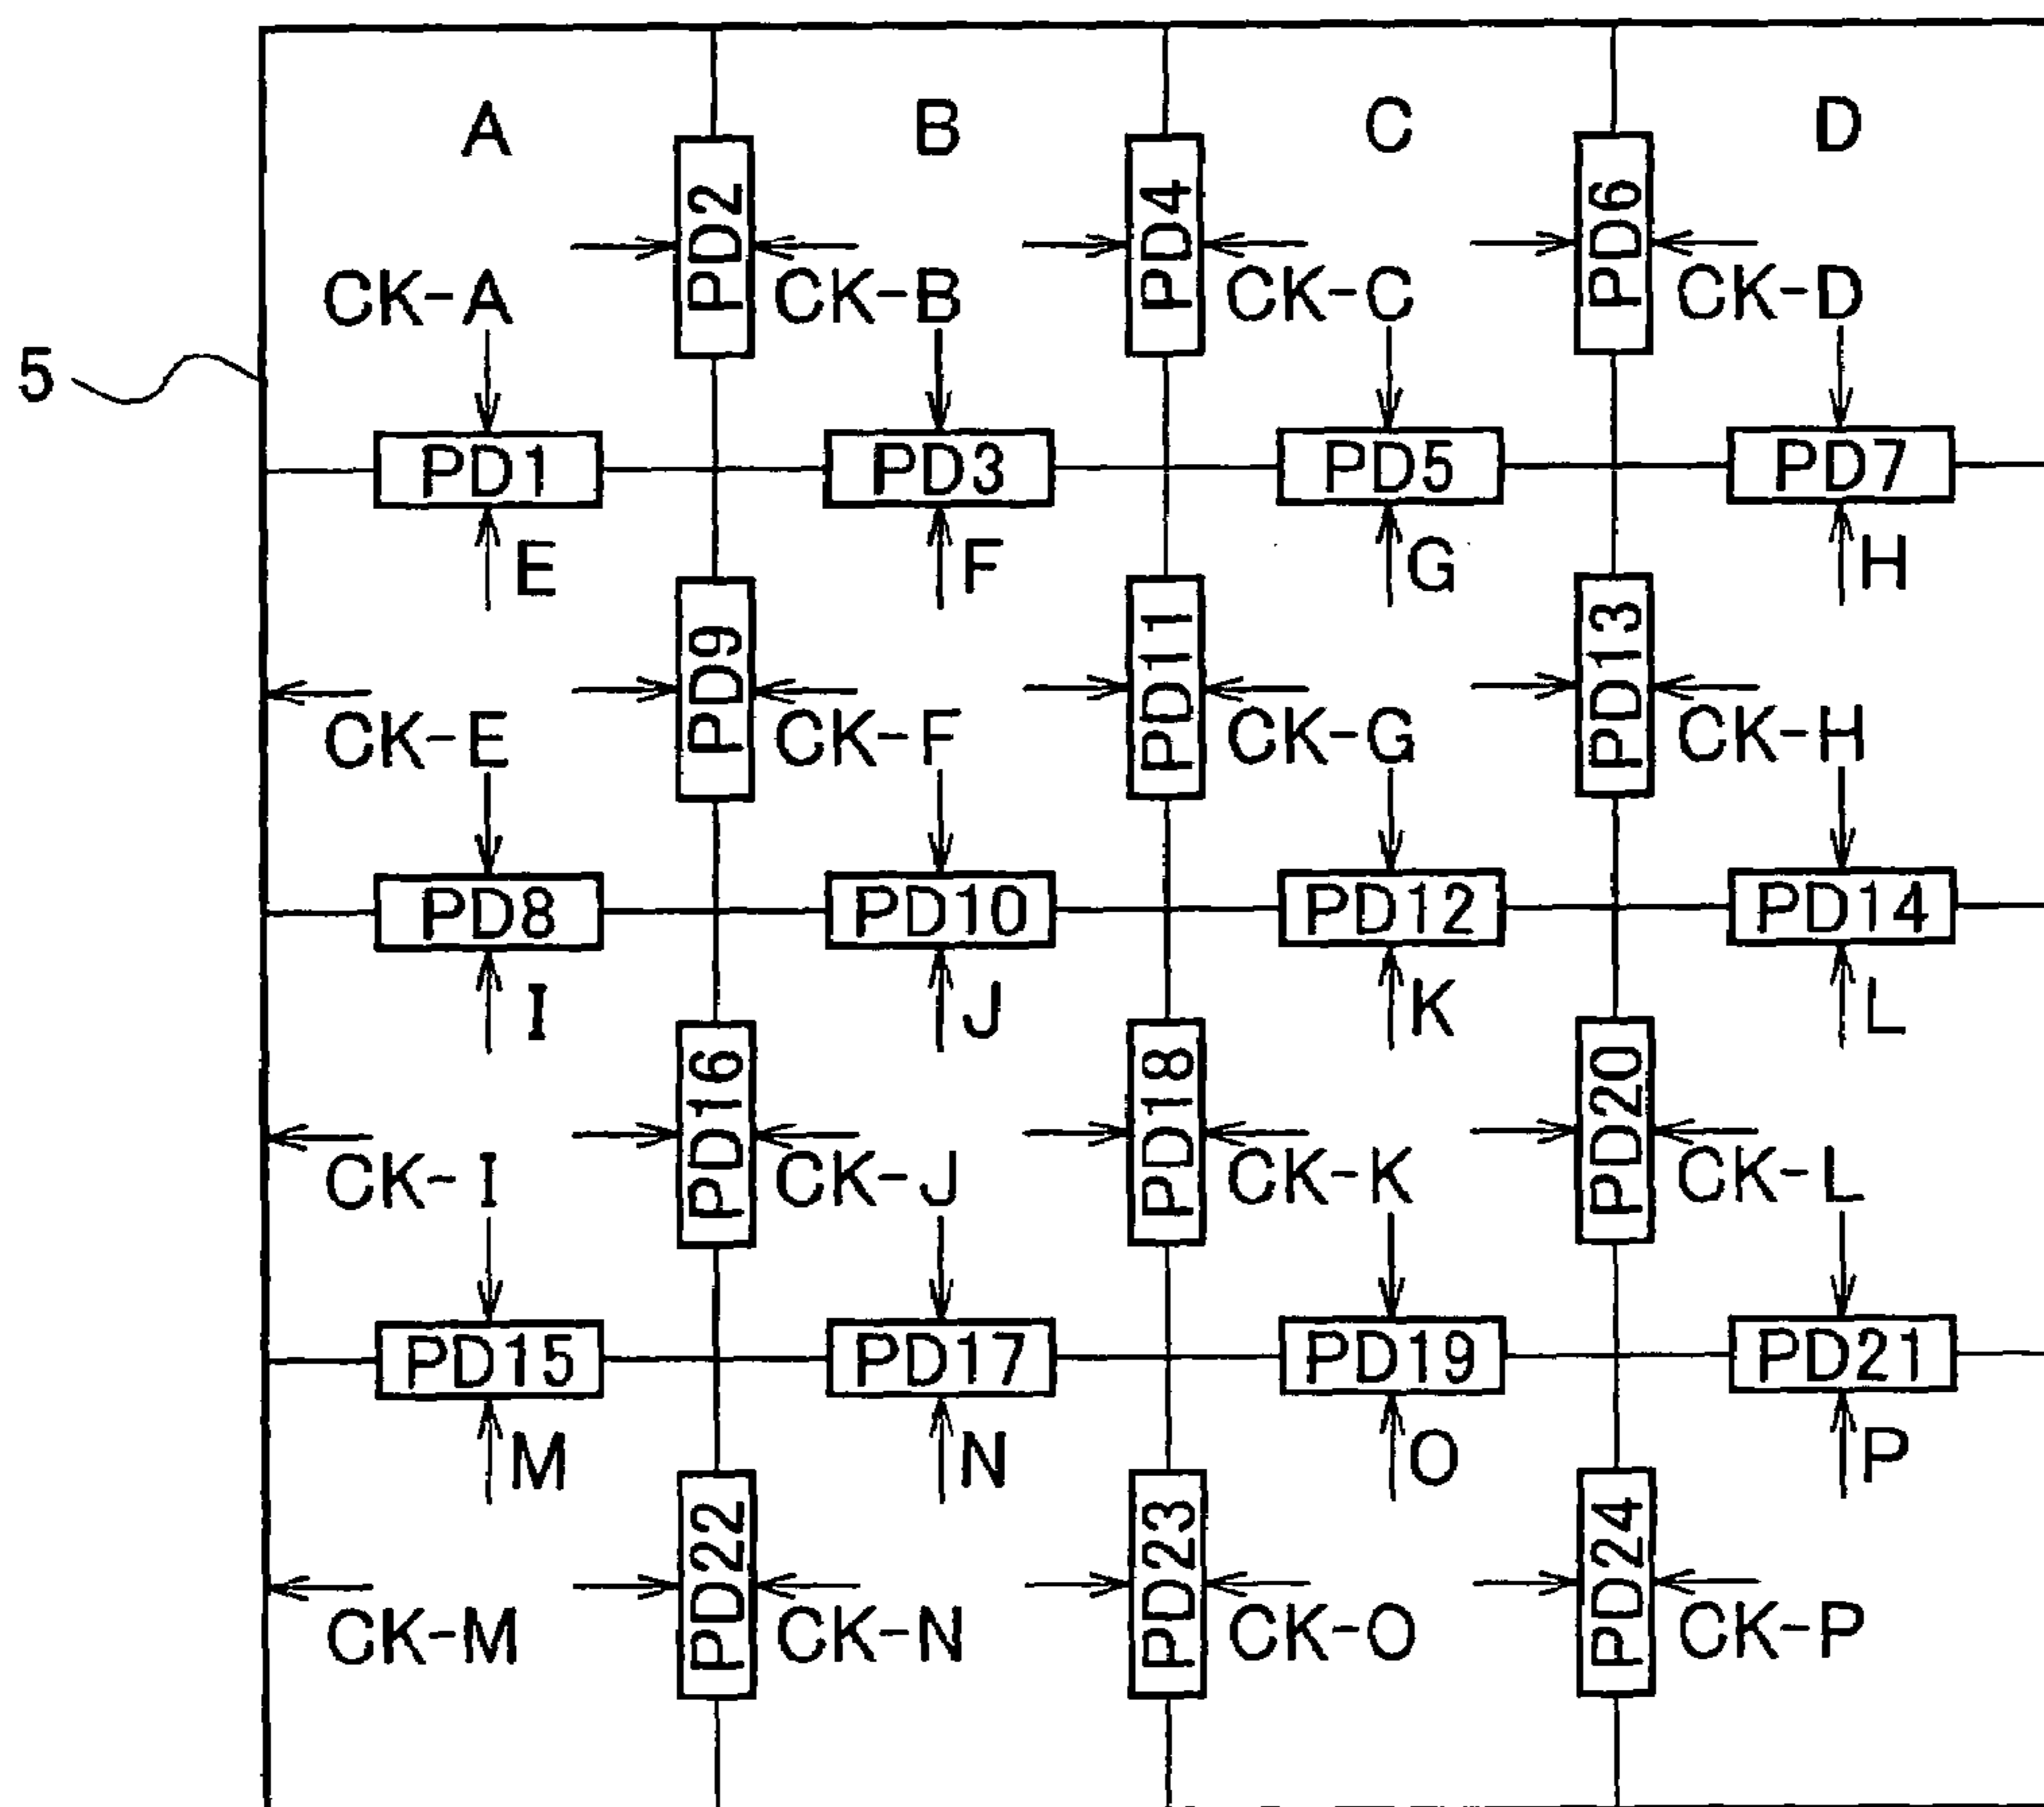 A B C D
PD2 PD4 PD6
CK-A CK-B CK-C CK-D
5
PD1 PD3 PD5 PD7
E F G H
PD9 PD11 PD13
CK-E CK-F CK-G CK-H
PD8 PD10 PD12 PD14
I J K L
PD16 PD18 PD20
CK-I CK-J CK-K CK-L
PD15 PD17 PD19 PD21
M N O P
PD22 PD23 PD24
CK-M CK-N CK-O CK-P